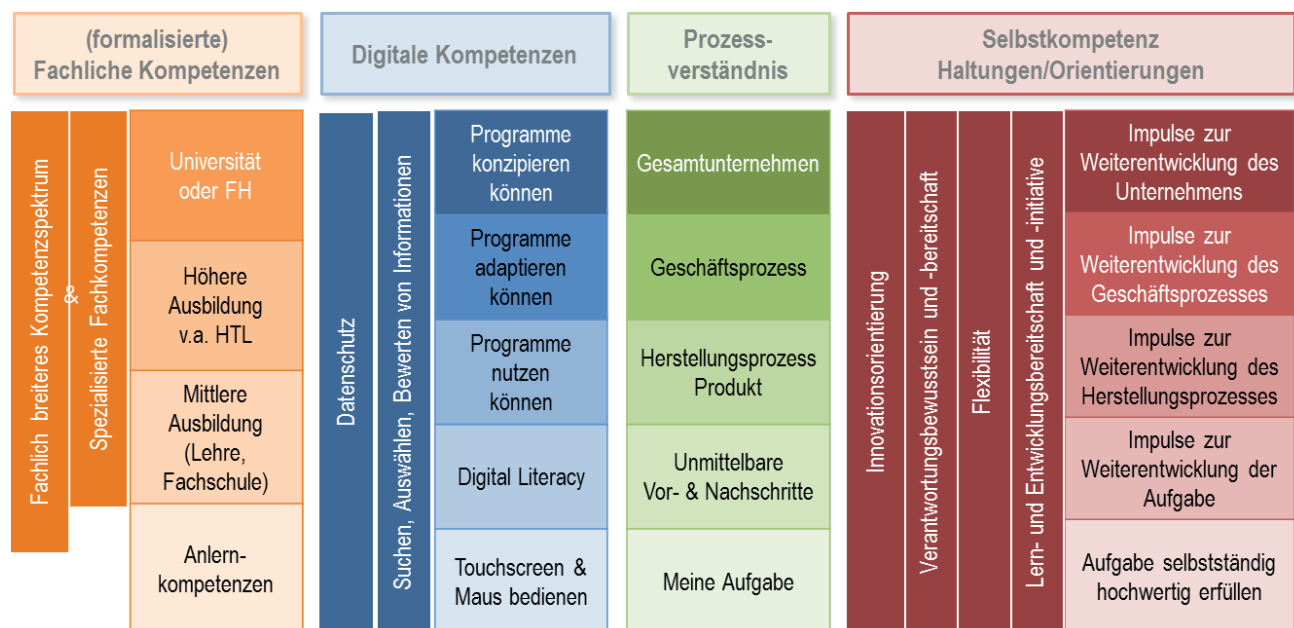 (formalisierte)
Fachliche Kompetenzen
Fachlich breiteres Kompetenzspektrum
&
Spezialisierte Fachkompetenzen
Universität
oder FH
Höhere
Ausbildung
v.a. HTL
Mittlere
Ausbildung
(Lehre,
Fachschule)
Anlern-
kompetenzen
Digitale Kompetenzen
Datenschutz
Suchen, Auswählen, Bewerten von Informationen
Programme
konzipieren
können
Programme
adaptieren
können
Programme
nutzen
können
Digital Literacy
Touchscreen &
Maus bedienen
Prozess-
verständnis
Gesamtunternehmen
Geschäftsprozess
Herstellungsprozess
Produkt
Unmittelbare
Vor- & Nachschritte
Meine Aufgabe
Selbstkompetenz
Haltungen/Orientierungen
Innovationsorientierung
Verantwortungsbewusstsein und -bereitschaft
Flexibilität
Lern- und Entwicklungsbereitschaft und -initiative
Impulse zur
Weiterentwicklung des
Unternehmens
Impulse zur
Weiterentwicklung des
Geschäftsprozesses
Impulse zur
Weiterentwicklung des
Herstellungsprozesses
Impulse zur
Weiterentwicklung der
Aufgabe
Aufgabe selbstständig
hochwertig erfüllen